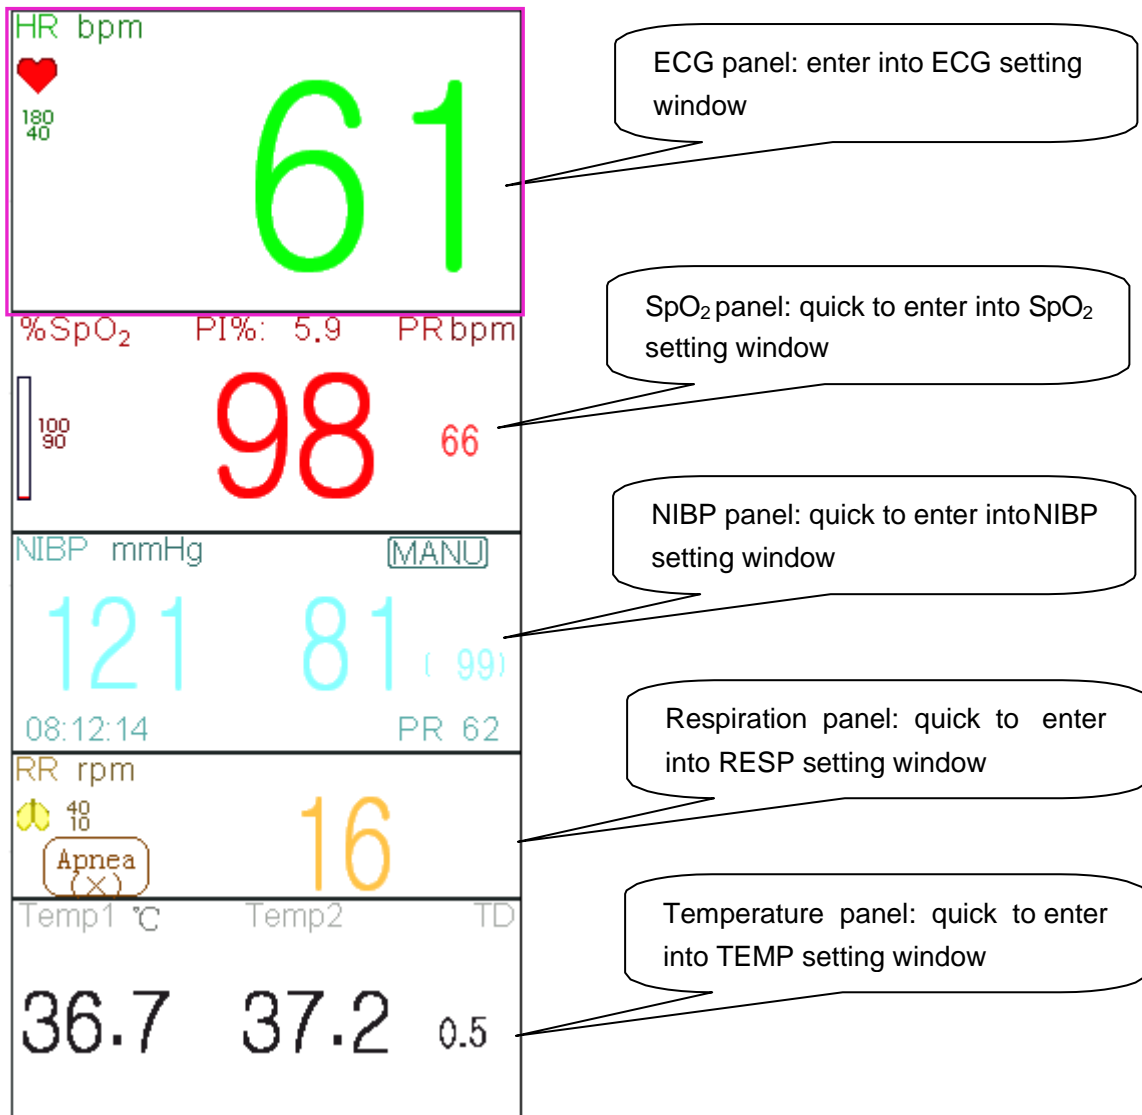 HR bpm
180
40
61
ECG panel: enter into ECG setting
window
%SpO₂ PI%: 5.9 PR bpm
100
90
98
66
SpO₂ panel: quick to enter into SpO₂
setting window
NIBP mmHg MANU
121 81 ( 99)
08:12:14 PR 62
NIBP panel: quick to enter into NIBP
setting window
RR rpm
40
10
Apnea
(X)
16
Respiration panel: quick to enter
into RESP setting window
Temp1 ℃ Temp2 TD
36.7 37.2 0.5
Temperature panel: quick to enter
into TEMP setting window